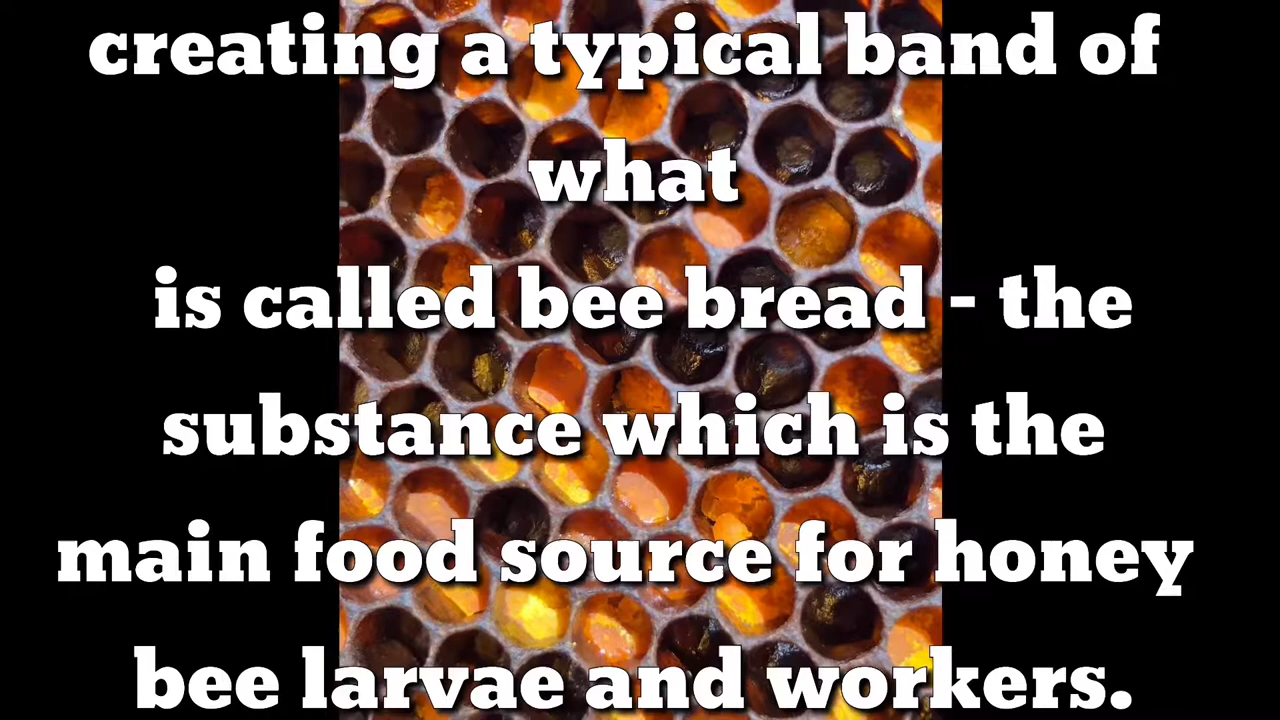 creating a typical band of
what
is called bee bread - the
substance which is the
main food source for honey
bee larvae and workers.